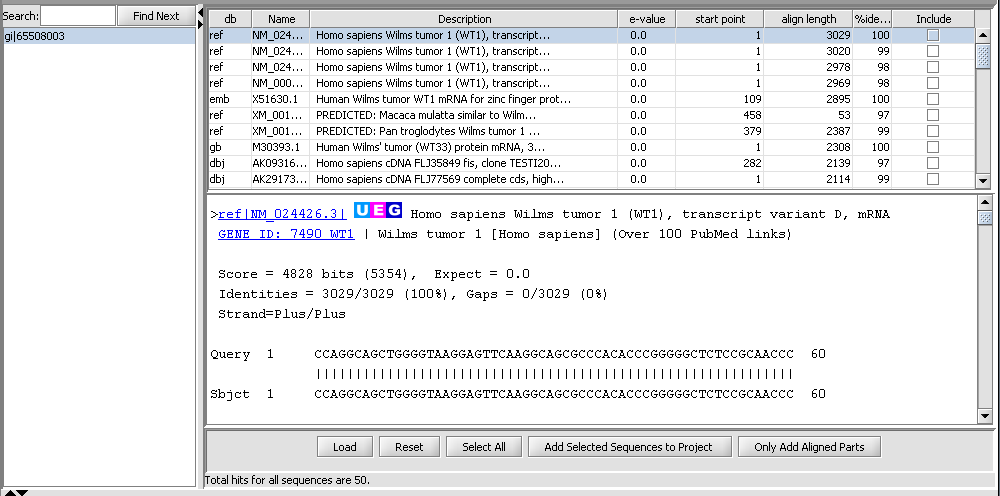 Search: Find Next
gi|65508003
db Name Description e-value start point align length %ide... Include
ref NM_024... Homo sapiens Wilms tumor 1 (WT1), transcript... 0.0 1 3029 100
ref NM_024... Homo sapiens Wilms tumor 1 (WT1), transcript... 0.0 1 3020 99
ref NM_024... Homo sapiens Wilms tumor 1 (WT1), transcript... 0.0 1 2978 98
ref NM_000... Homo sapiens Wilms tumor 1 (WT1), transcript... 0.0 1 2969 98
emb X51630.1 Human Wilms tumor WT1 mRNA for zinc finger prot... 0.0 109 2895 100
ref XM_001... PREDICTED: Macaca mulatta similar to Wilm... 0.0 458 53 97
ref XM_001... PREDICTED: Pan troglodytes Wilms tumor 1 ... 0.0 379 2387 99
gb M30393.1 Human Wilms' tumor (WT33) protein mRNA, 3... 0.0 1 2308 100
dbj AK09316... Homo sapiens cDNA FLJ35849 fis, clone TESTI20... 0.0 282 2139 97
dbj AK29173... Homo sapiens cDNA FLJ77569 complete cds, high... 0.0 1 2114 99
>ref|NM_024426.3| UEG Homo sapiens Wilms tumor 1 (WT1), transcript variant D, mRNA
GENE ID: 7490 WT1 | Wilms tumor 1 [Homo sapiens] (Over 100 PubMed links)
Score = 4828 bits (5354), Expect = 0.0
Identities = 3029/3029 (100%), Gaps = 0/3029 (0%)
Strand=Plus/Plus
Query 1 CCAGGCAGCTGGGGTAAGGAGTTCAAGGCAGCGCCCACACCCGGGGGCTCTCCGCAACCC 60
||||||||||||||||||||||||||||||||||||||||||||||||||||||||||||
Sbjct 1 CCAGGCAGCTGGGGTAAGGAGTTCAAGGCAGCGCCCACACCCGGGGGCTCTCCGCAACCC 60
Load Reset Select All Add Selected Sequences to Project Only Add Aligned Parts
Total hits for all sequences are 50.